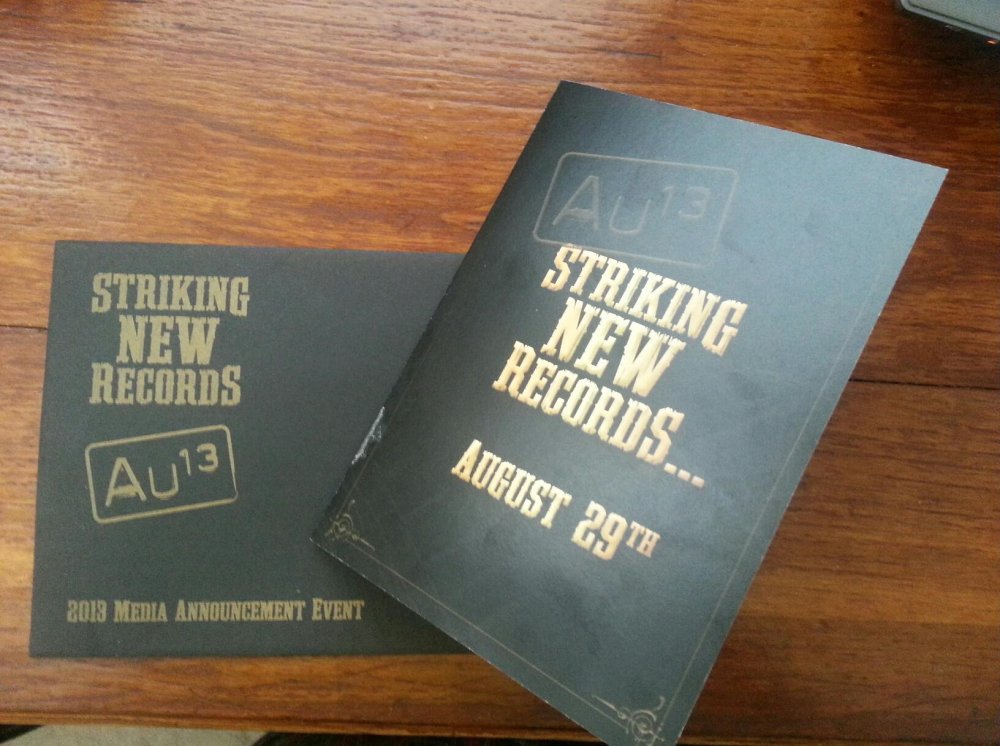 STRIKING
NEW
RECORDS
Au13
2013 MEDIA ANNOUNCEMENT EVENT
Au13
STRIKING
NEW
RECORDS...
AUGUST 29TH